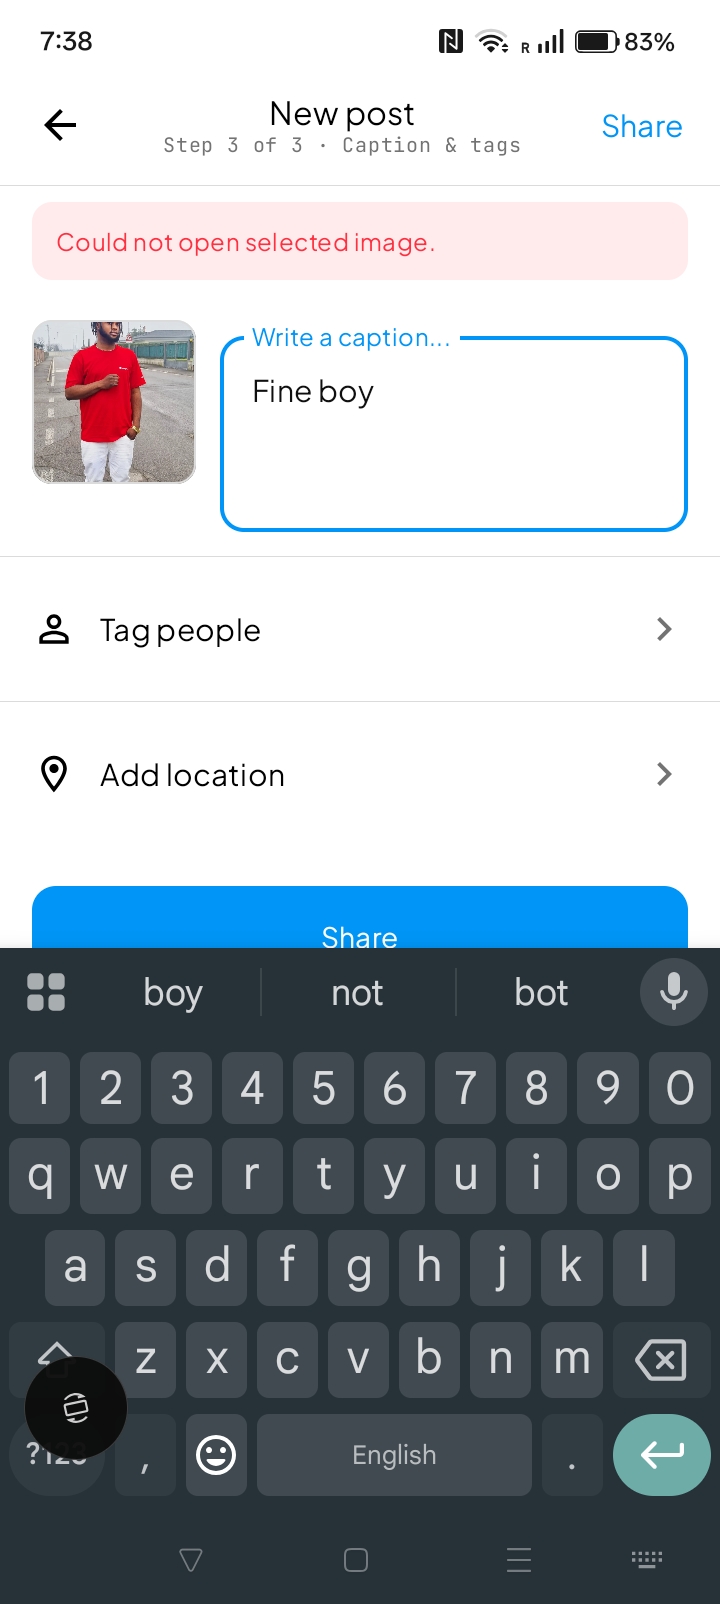 7:38
R
83%
New post
Share
Step 3 of 3 · Caption & tags
Could not open selected image.
Write a caption...
Fine boy
Tag people
Add location
Share
boy not bot
1 2 3 4 5 6 7 8 9 0
q w e r t y u i o p
a s d f g h j k l
z x c v b n m
?123 , English .